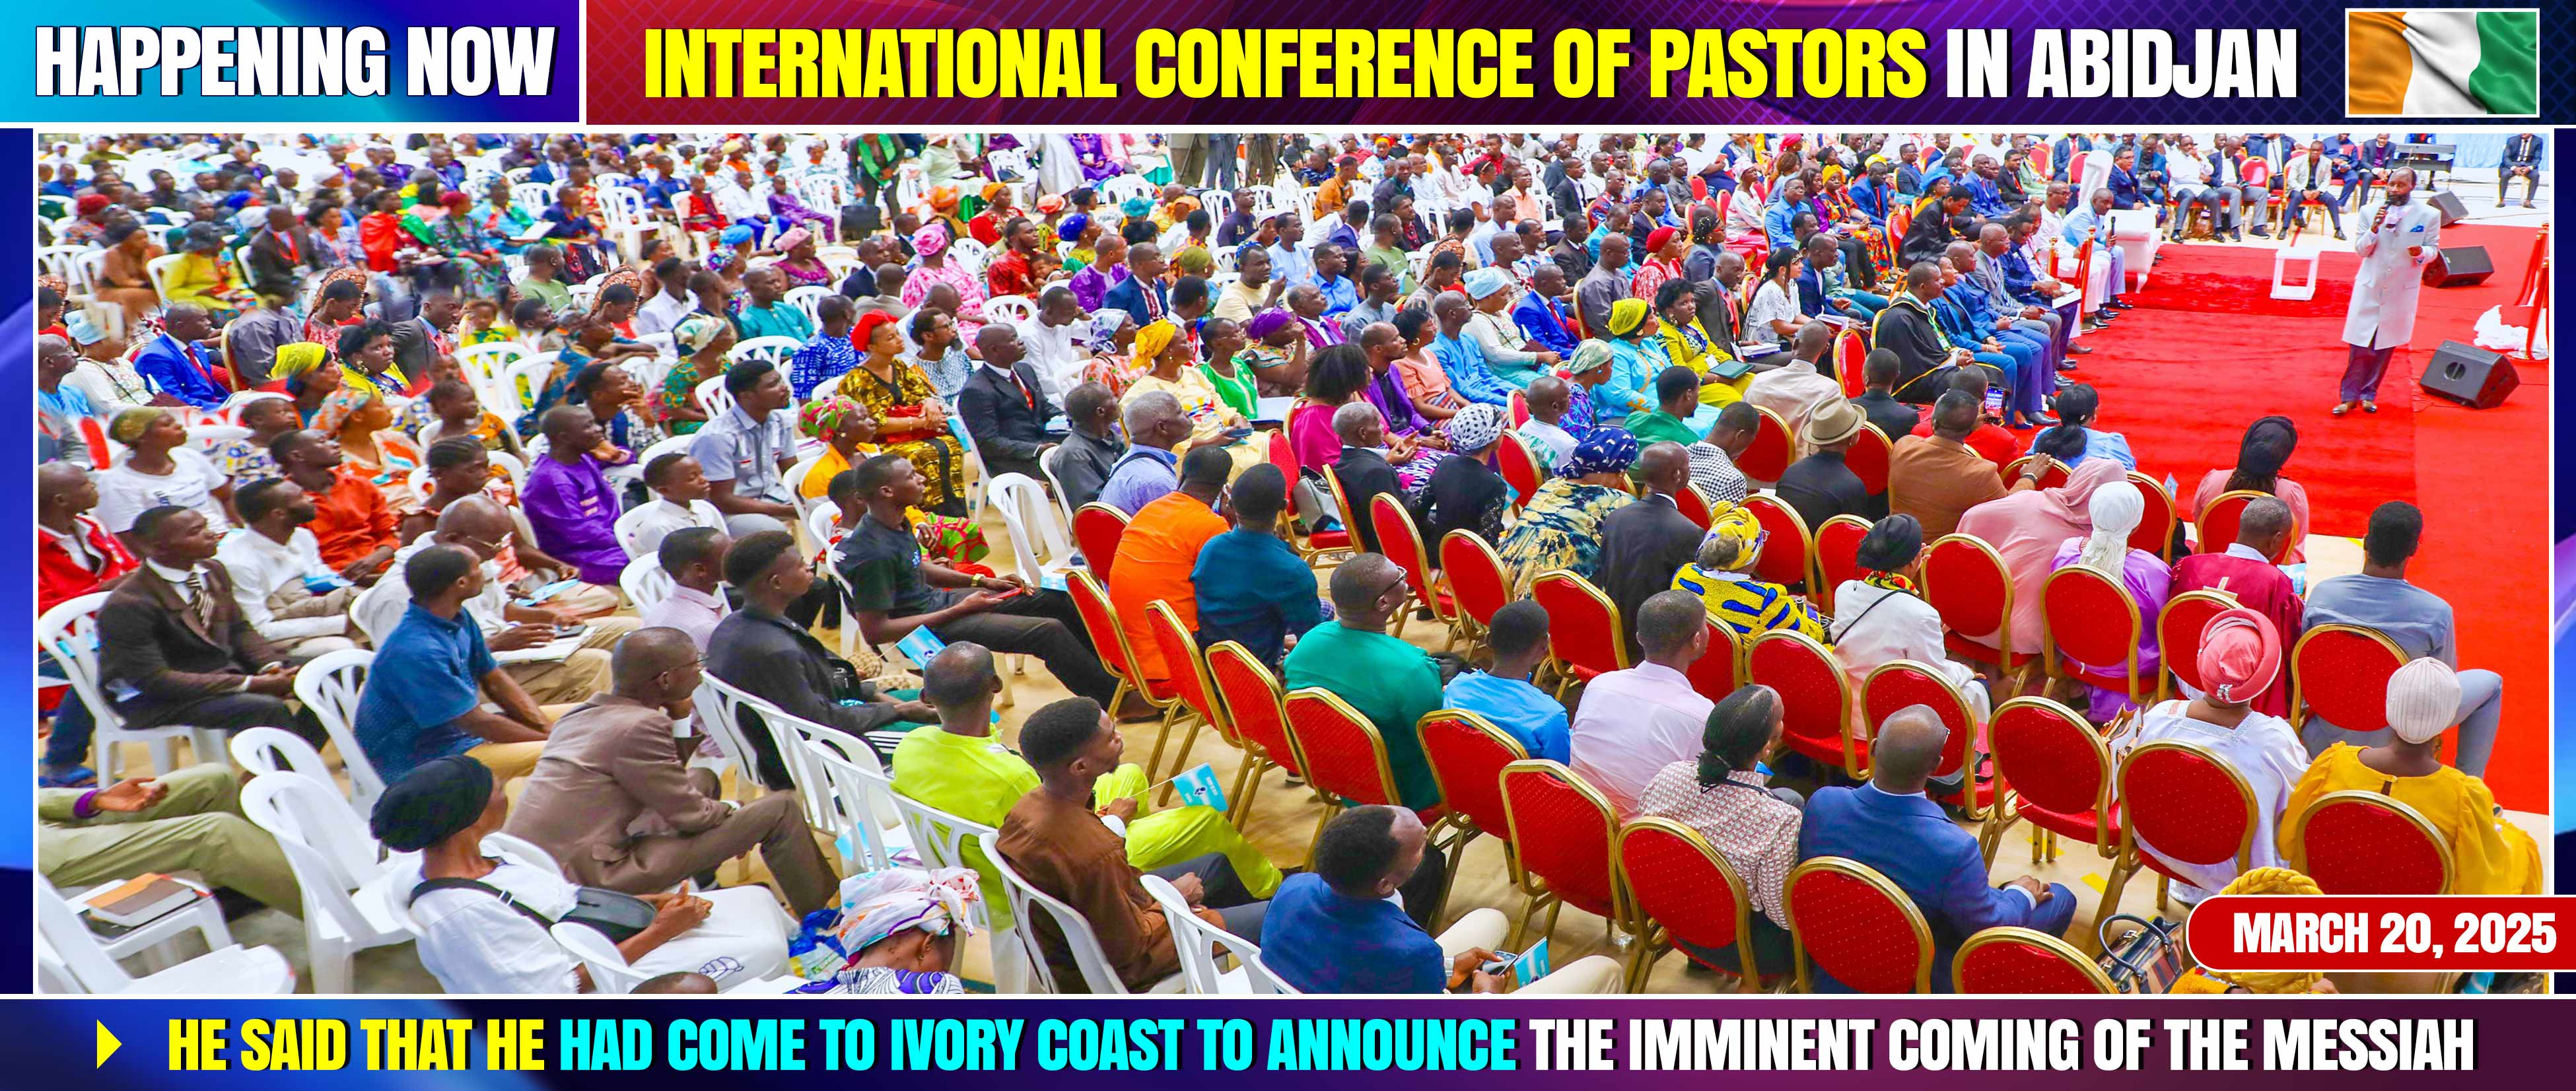 HAPPENING NOW
INTERNATIONAL CONFERENCE OF PASTORS IN ABIDJAN
MARCH 20, 2025
HE SAID THAT HE HAD COME TO IVORY COAST TO ANNOUNCE THE IMMINENT COMING OF THE MESSIAH